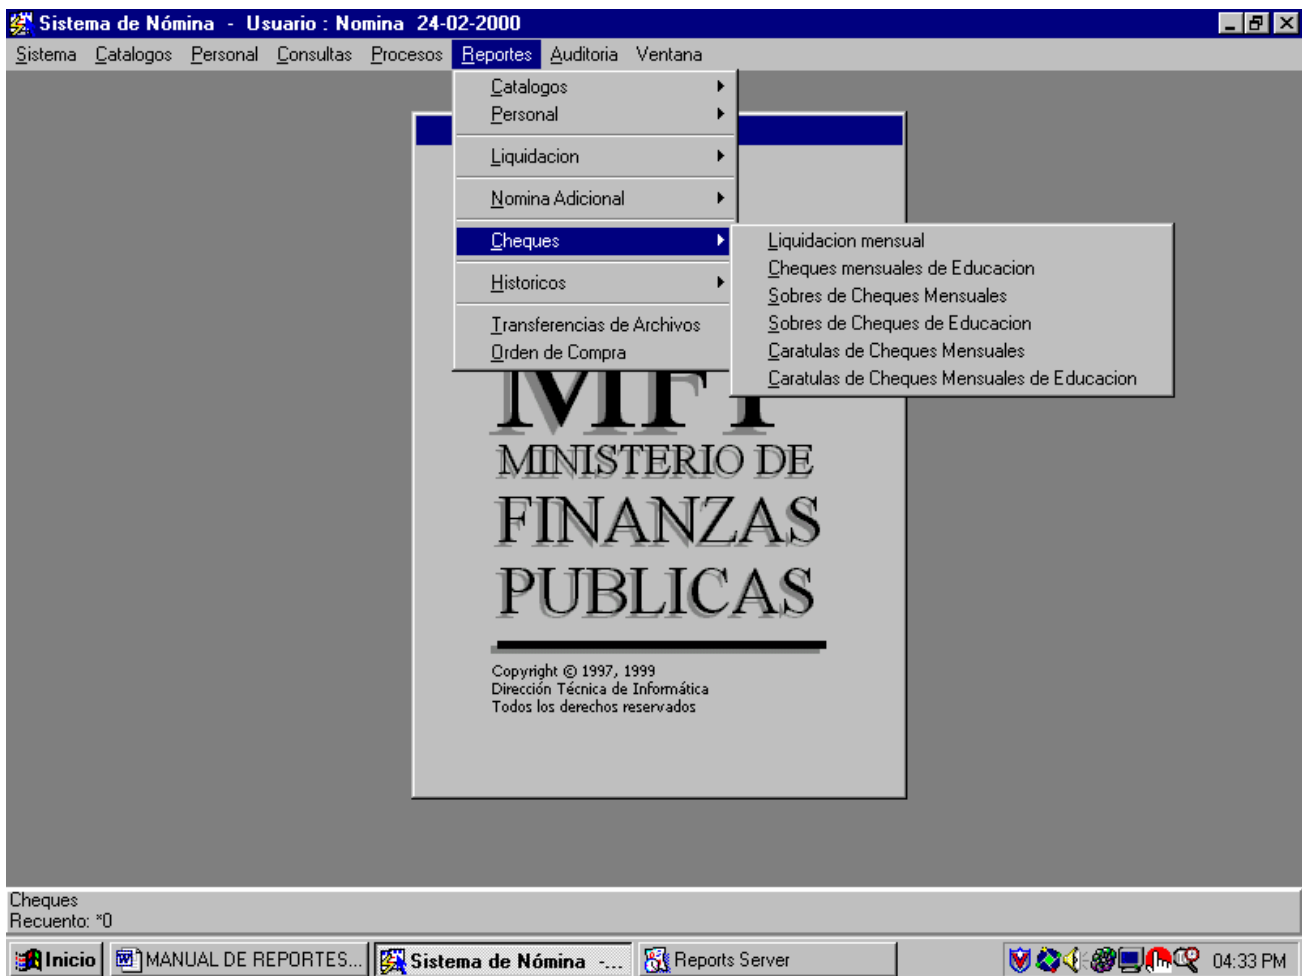 Sistema de Nómina - Usuario : Nomina 24-02-2000
Sistema Catalogos Personal Consultas Procesos Reportes Auditoria Ventana
Catalogos
Personal
Liquidacion
Nomina Adicional
Cheques
Historicos
Transferencias de Archivos
Orden de Compra
Liquidacion mensual
Cheques mensuales de Educacion
Sobres de Cheques Mensuales
Sobres de Cheques de Educacion
Caratulas de Cheques Mensuales
Caratulas de Cheques Mensuales de Educacion
MFP
MINISTERIO DE
FINANZAS
PUBLICAS
Copyright © 1997, 1999
Dirección Técnica de Informática
Todos los derechos reservados
Cheques
Recuento: *0
Inicio MANUAL DE REPORTES... Sistema de Nómina -... Reports Server 04:33 PM